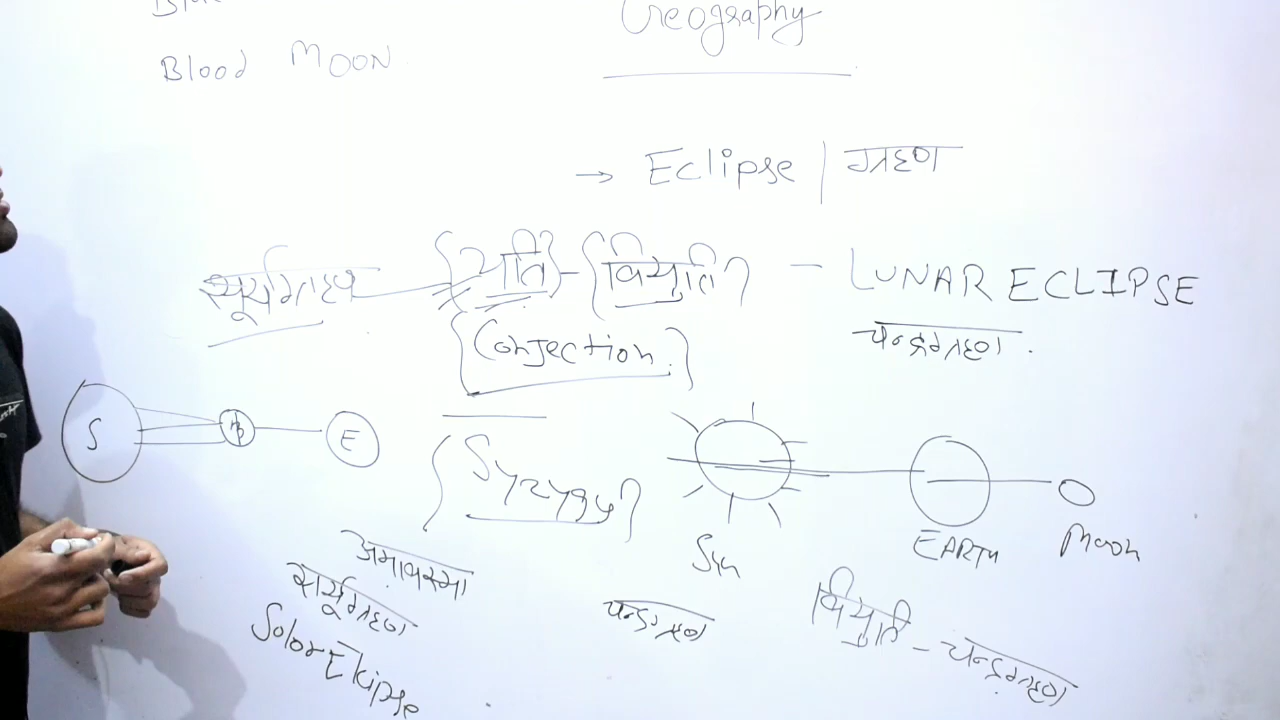 Geography
Blood MOON
→ Eclipse | ग्रहण
सूर्यग्रहण {युति} - {वियुति} - LUNAR ECLIPSE
{Conjection} चन्द्रग्रहण.
S E
{Syzygy}
Sun EARTH Moon
अमावस्या
सूर्यग्रहण चन्द्रग्रहण वियुति - चन्द्रग्रहण
Solar Ekipse